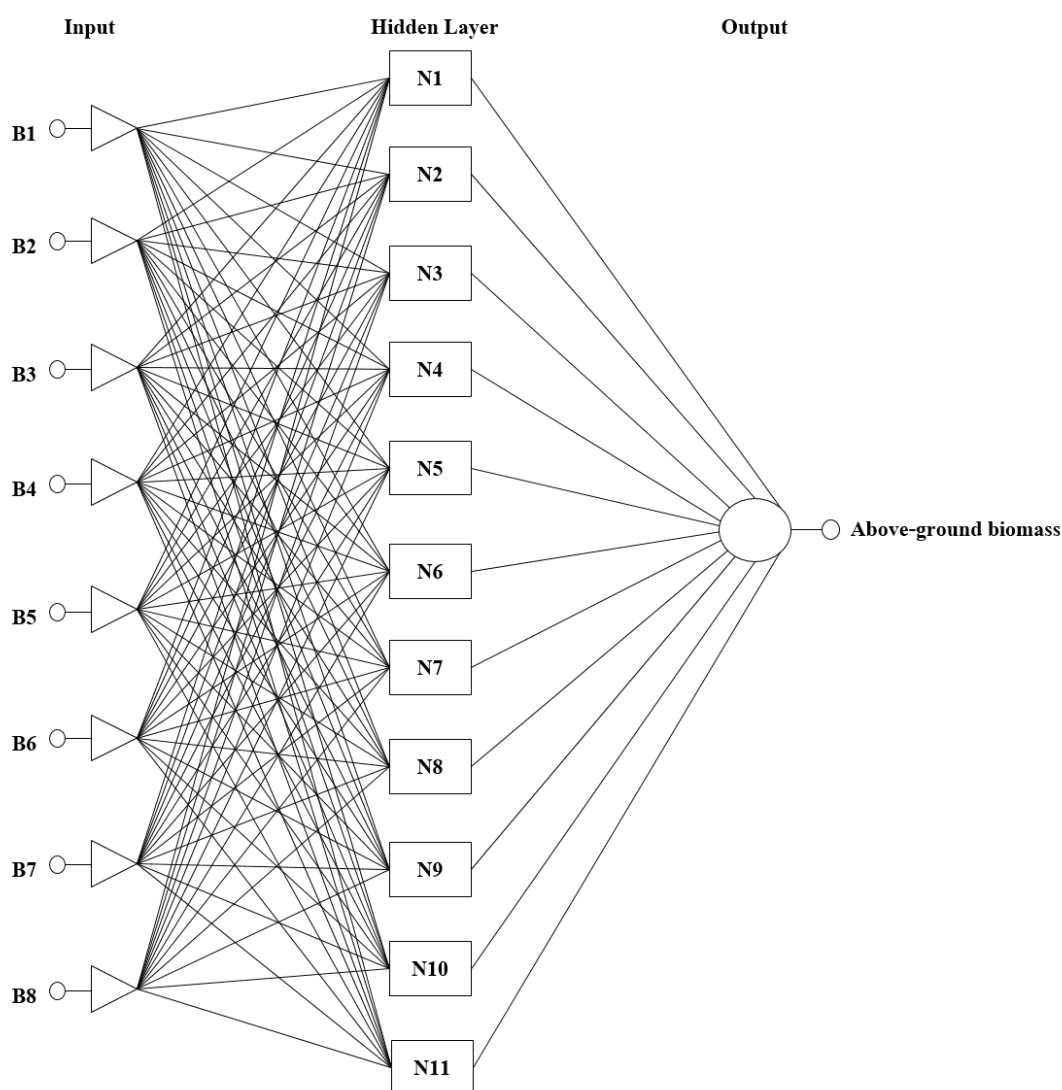 Input
Hidden Layer
Output
B1
B2
B3
B4
B5
B6
B7
B8
N1
N2
N3
N4
N5
N6
N7
N8
N9
N10
N11
Above-ground biomass